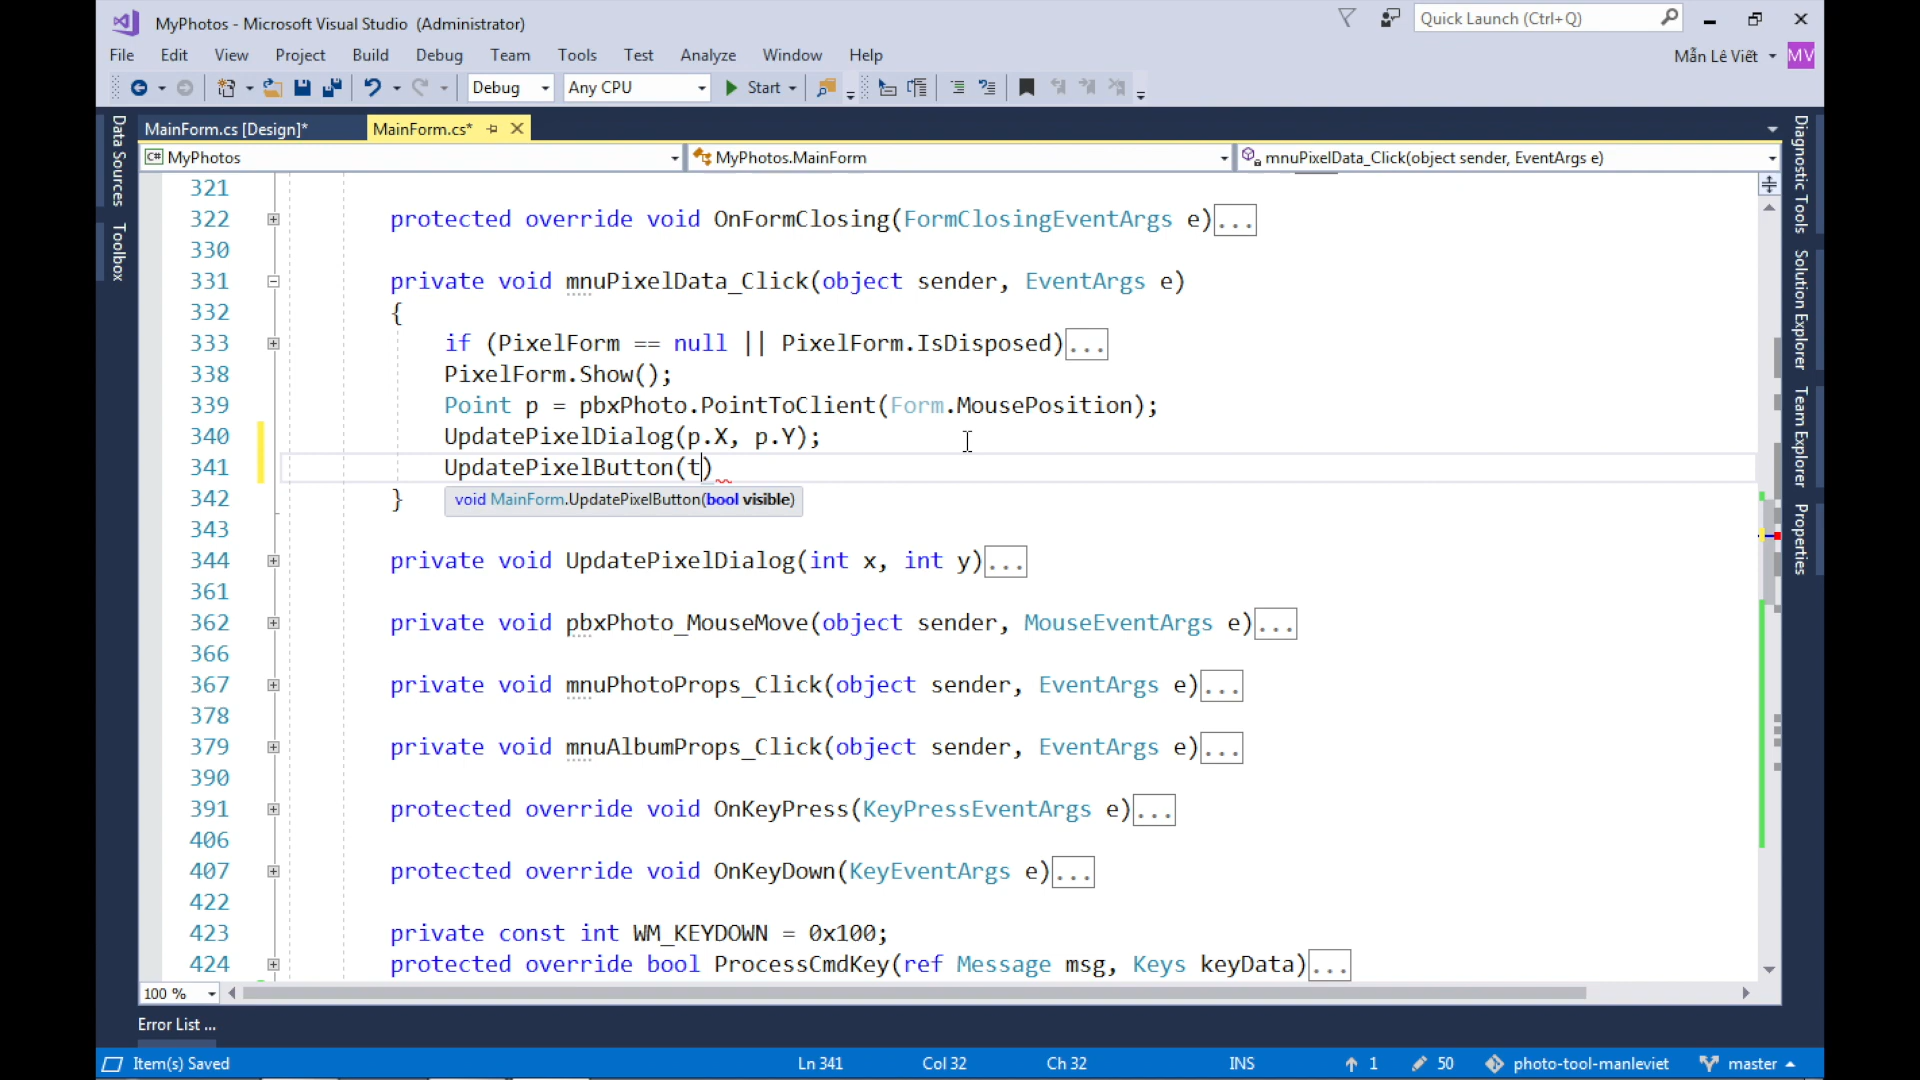 MyPhotos - Microsoft Visual Studio (Administrator)
Quick Launch (Ctrl+Q)
File Edit View Project Build Debug Team Tools Test Analyze Window Help
Mẫn Lê Viết MV
Debug Any CPU Start
MainForm.cs [Design]* MainForm.cs*
C# MyPhotos MyPhotos.MainForm mnuPixelData_Click(object sender, EventArgs e)
Data Sources
Toolbox
Diagnostic Tools
Solution Explorer
Team Explorer
Properties
321
322 protected override void OnFormClosing(FormClosingEventArgs e)...
330
331 private void mnuPixelData_Click(object sender, EventArgs e)
332 {
333 if (PixelForm == null || PixelForm.IsDisposed)...
338 PixelForm.Show();
339 Point p = pbxPhoto.PointToClient(Form.MousePosition);
340 UpdatePixelDialog(p.X, p.Y);
341 UpdatePixelButton(t)
342 }
void MainForm.UpdatePixelButton(bool visible)
343
344 private void UpdatePixelDialog(int x, int y)...
361
362 private void pbxPhoto_MouseMove(object sender, MouseEventArgs e)...
366
367 private void mnuPhotoProps_Click(object sender, EventArgs e)...
378
379 private void mnuAlbumProps_Click(object sender, EventArgs e)...
390
391 protected override void OnKeyPress(KeyPressEventArgs e)...
406
407 protected override void OnKeyDown(KeyEventArgs e)...
422
423 private const int WM_KEYDOWN = 0x100;
424 protected override bool ProcessCmdKey(ref Message msg, Keys keyData)...
100 %
Error List ...
Item(s) Saved Ln 341 Col 32 Ch 32 INS 1 50 photo-tool-manleviet master